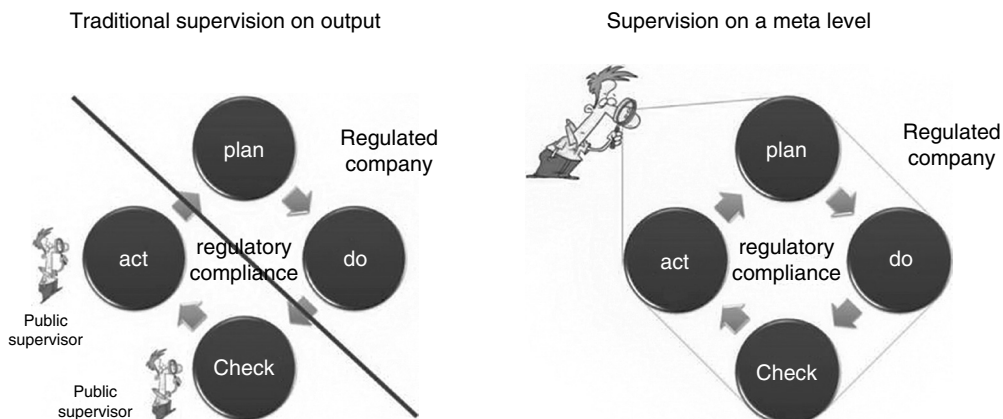 Traditional supervision on output
plan
Regulated
company
act
regulatory
compliance
do
Public
supervisor
Check
Public
supervisor
Supervision on a meta level
plan
Regulated
company
act
regulatory
compliance
do
Check